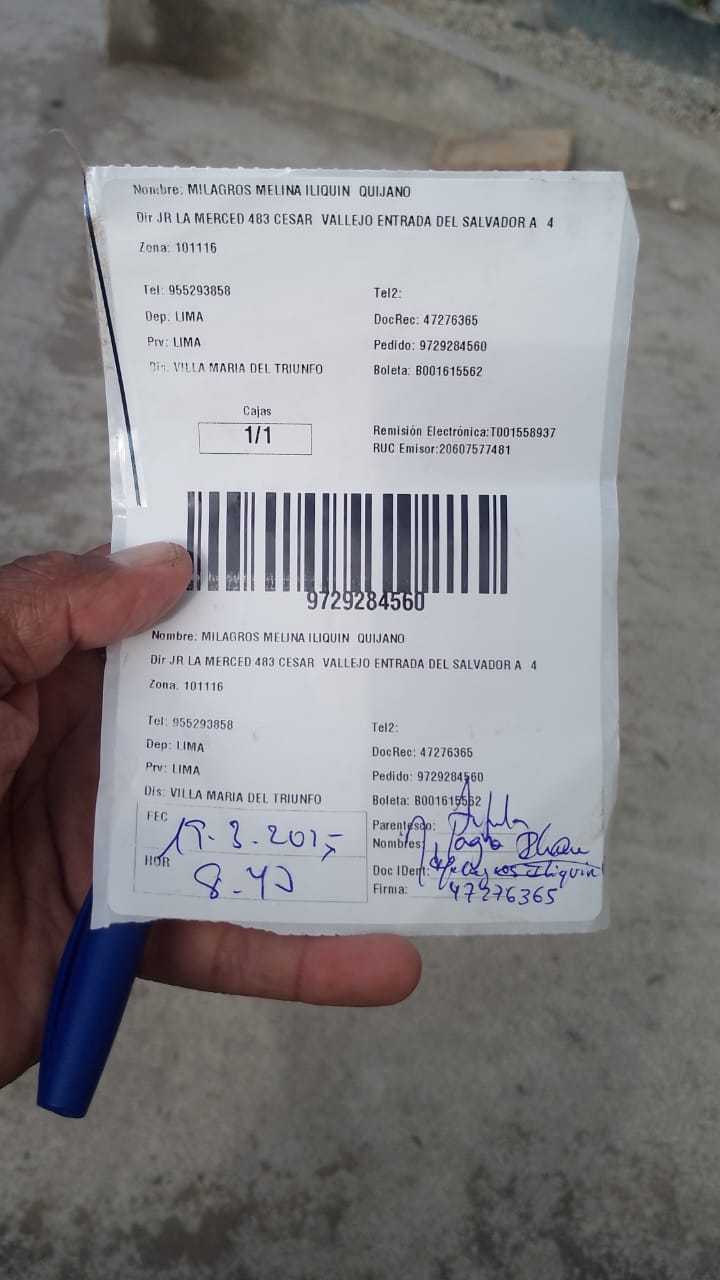 Nombre: MILAGROS MELINA ILIQUIN QUIJANO
Dir JR LA MERCED 483 CESAR VALLEJO ENTRADA DEL SALVADOR A 4
Zona: 101116
Tel: 955293858 Tel2:
Dep: LIMA DocRec: 47276365
Prv: LIMA Pedido: 9729284560
Dis: VILLA MARIA DEL TRIUNFO Boleta: B001615562
Cajas
1/1
Remisión Electrónica:T001558937
RUC Emisor:20607577481
9729284560
Nombre: MILAGROS MELINA ILIQUIN QUIJANO
Dir JR LA MERCED 483 CESAR VALLEJO ENTRADA DEL SALVADOR A 4
Zona. 101116
Tel: 955293858 Tel2:
Dep: LIMA DocRec: 47276365
Prv: LIMA Pedido: 9729284560
Dis: VILLA MARIA DEL TRIUNFO Boleta: B001615562
FEC Parentesco:
Nombres:
HOR Doc IDent: Iliquin
Firma: 47276365